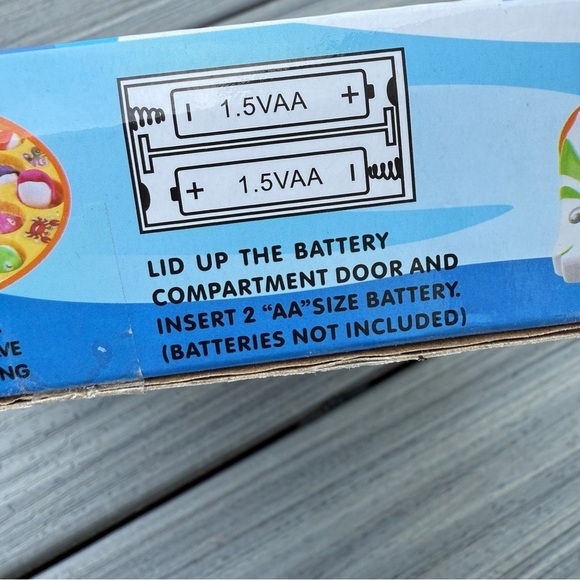 1.5VAA +
+ 1.5VAA
LID UP THE BATTERY
COMPARTMENT DOOR AND
INSERT 2 “AA”SIZE BATTERY.
(BATTERIES NOT INCLUDED)